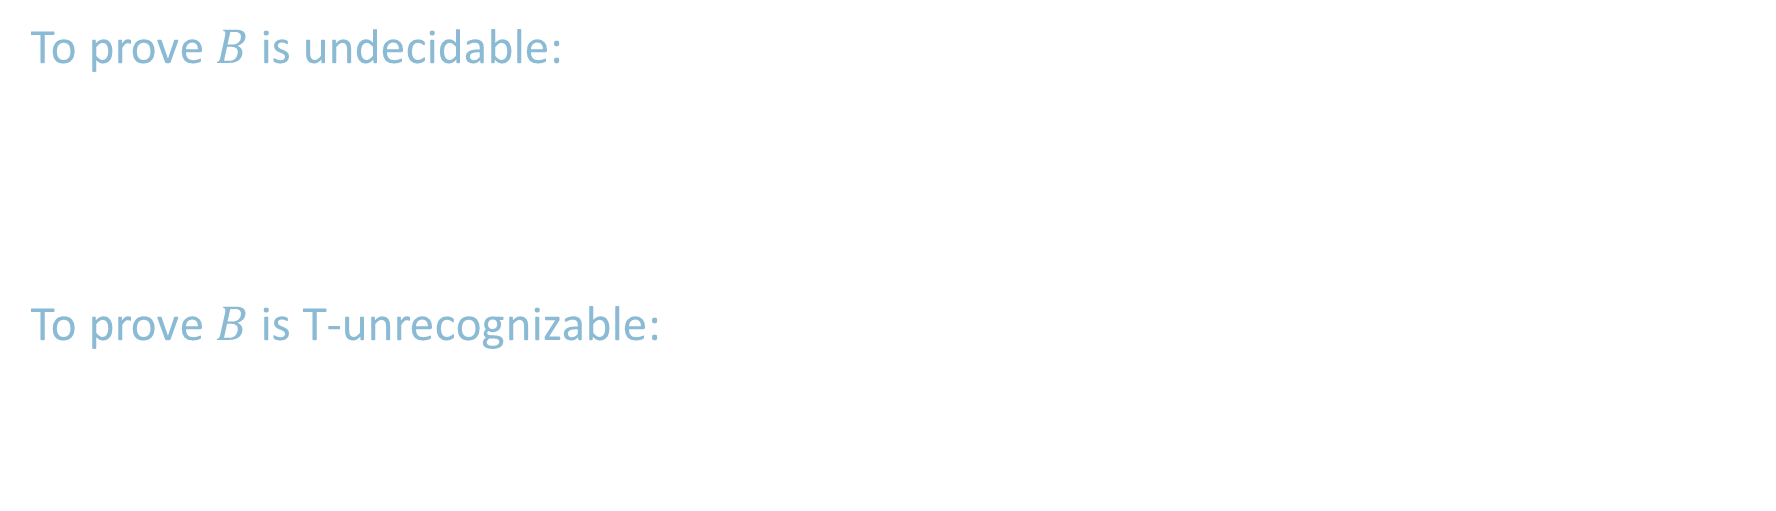 To prove B is undecidable:
To prove B is T-unrecognizable: